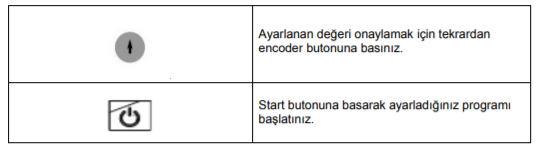 Ayarlanan değeri onaylamak için tekrardan
encoder butonuna basınız.
Start butonuna basarak ayarladığınız programı
başlatınız.